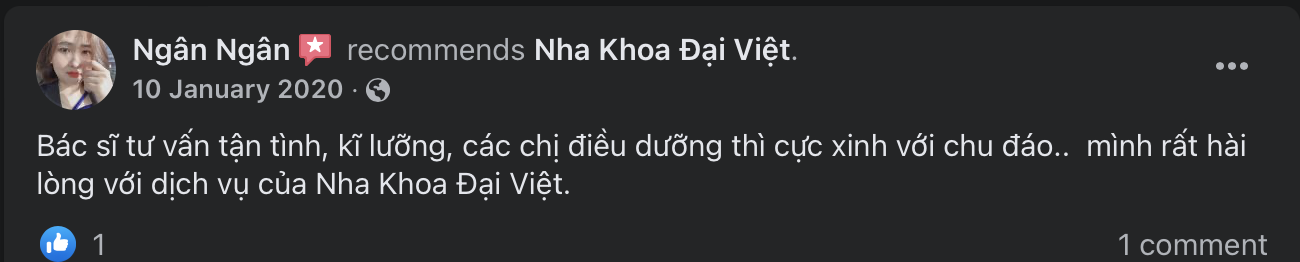 Ngân Ngân recommends Nha Khoa Đại Việt.
10 January 2020 ·
Bác sĩ tư vấn tận tình, kĩ lưỡng, các chị điều dưỡng thì cực xinh với chu đáo..  mình rất hài
lòng với dịch vụ của Nha Khoa Đại Việt.
1 1 comment